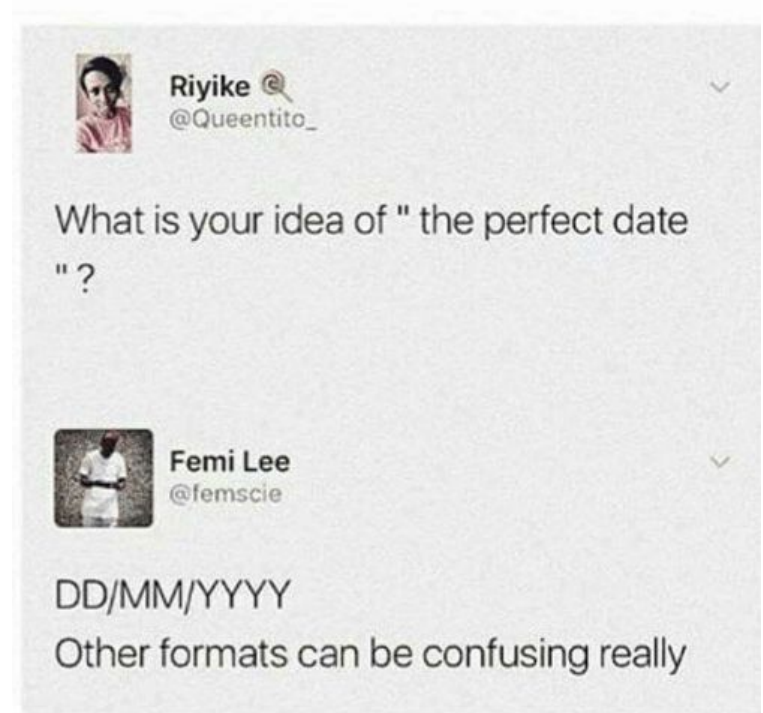 Riyike
@Queentito_
What is your idea of " the perfect date
" ?
Femi Lee
@femscie
DD/MM/YYYY
Other formats can be confusing really